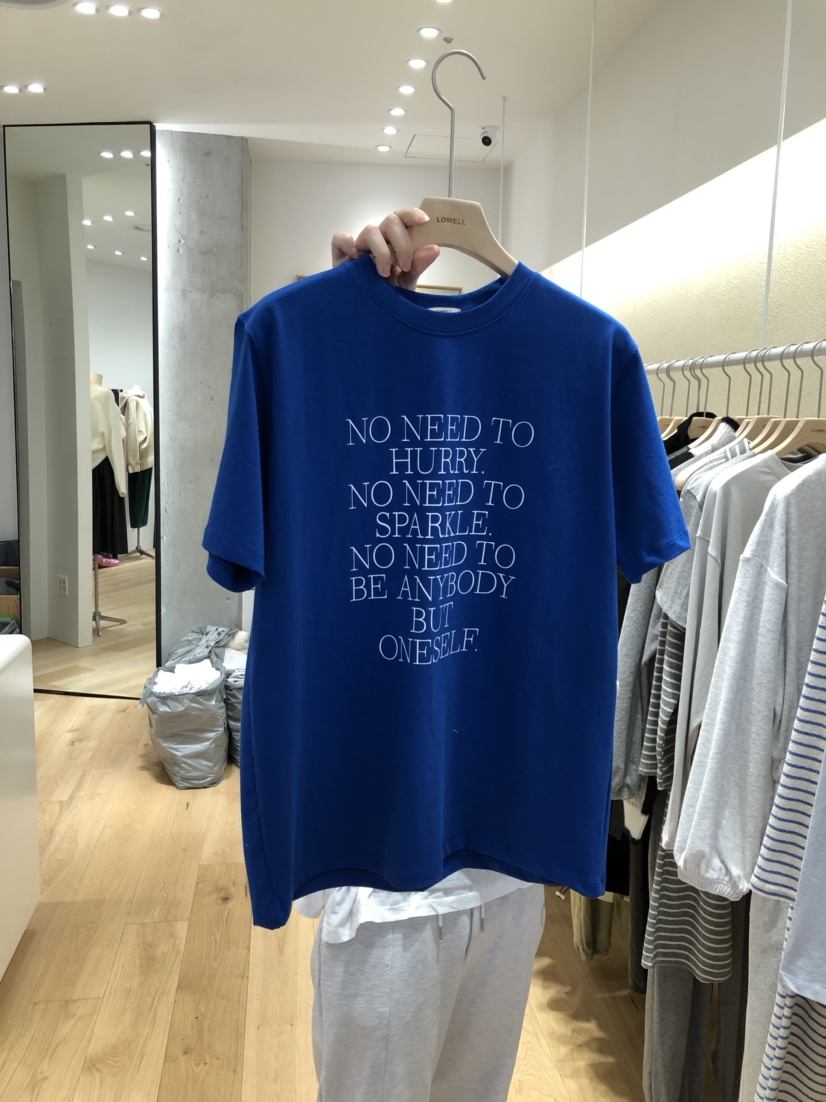 LOWELL
NO NEED TO
HURRY.
NO NEED TO
SPARKLE.
NO NEED TO
BE ANYBODY
BUT
ONESELF.